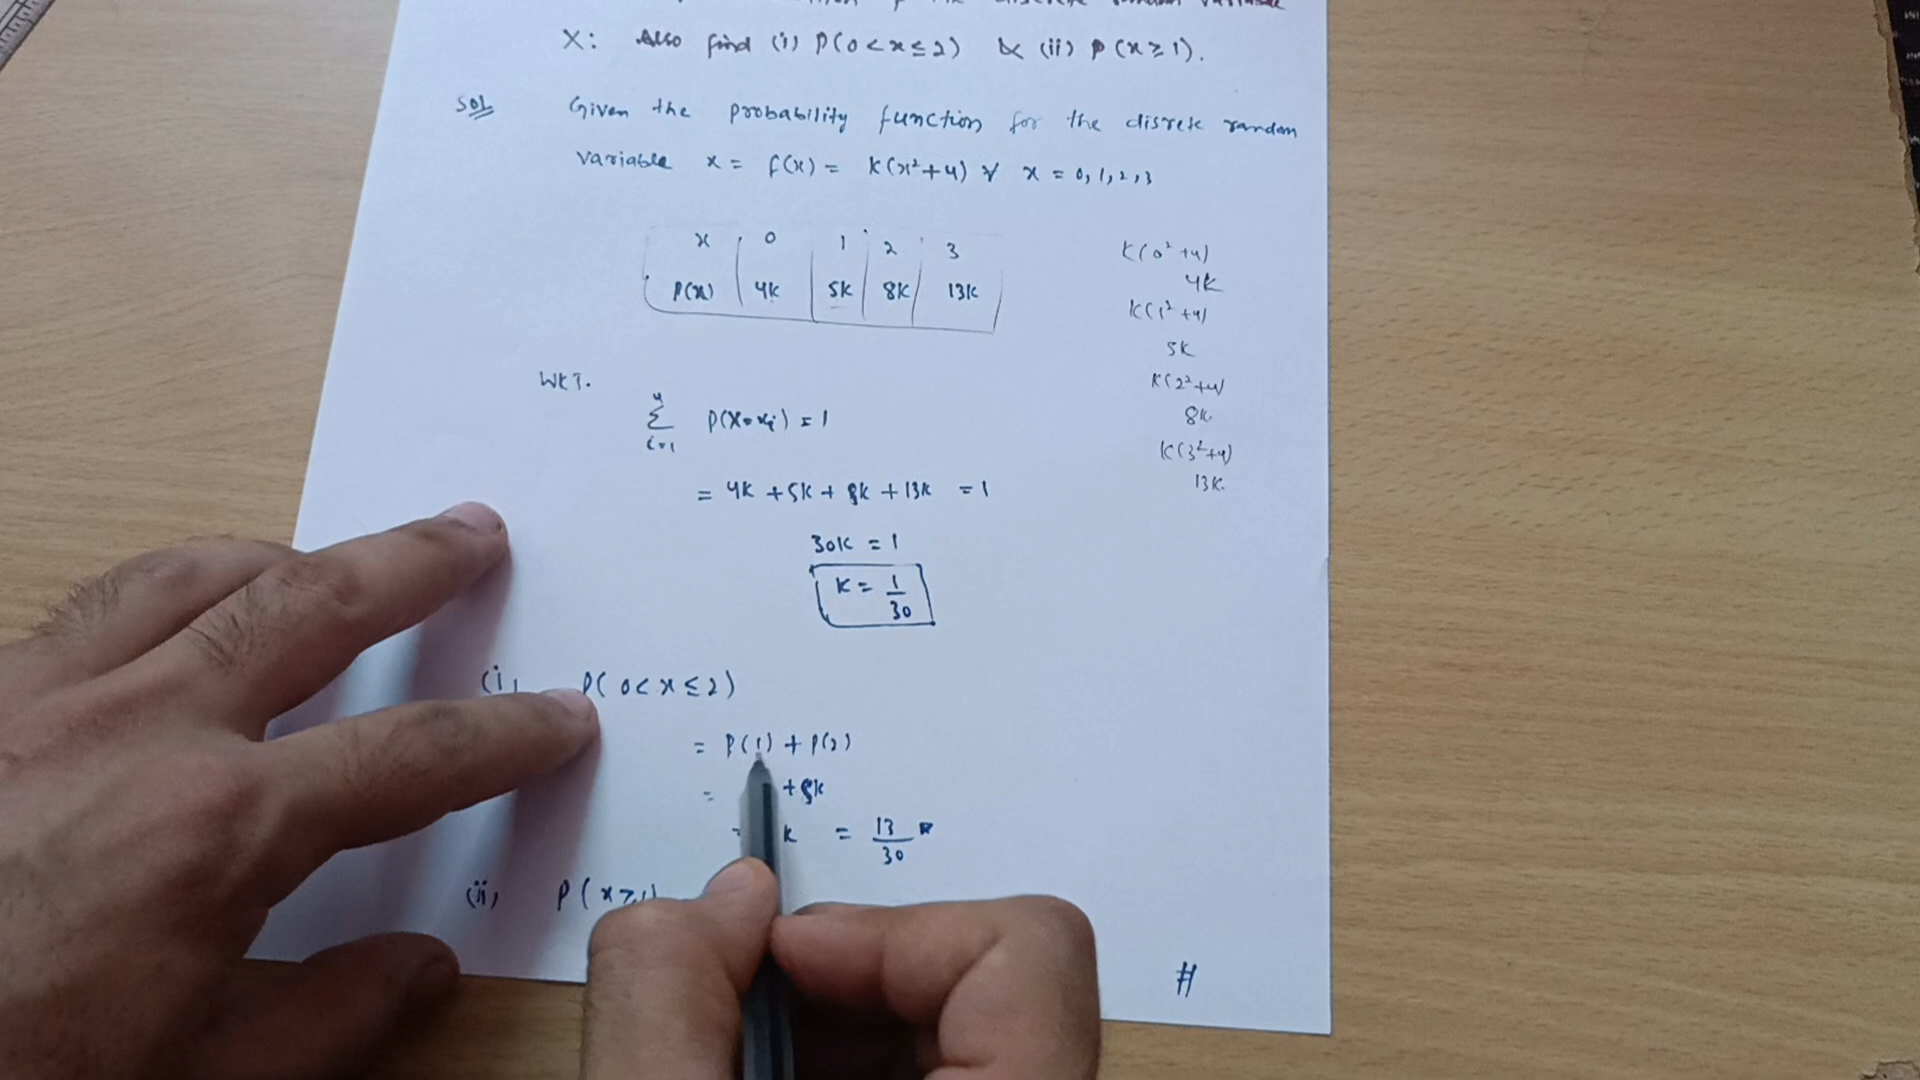 X: Also find (i) P(0 < x ≤ 2) & (ii) P(x ≥ 1).
Sol Given the probability function for the discrete random
variable x = f(x) = K(x²+4) ∀ x = 0, 1, 2, 3
x 0 1 2 3
P(x) 4K 5K 8K 13K
K(0²+4)
4K
K(1²+4)
5K
K(2²+4)
8K.
K(3²+4)
13K.
WKT.
4
Σ P(X=xi) = 1
i=1
= 4K + 5K + 8K + 13K = 1
30K = 1
K = 1/30
(i) P(0 < x ≤ 2)
= P(1) + P(2)
= +8K
= K = 13/30
(ii) P(x ≥ 1)
#